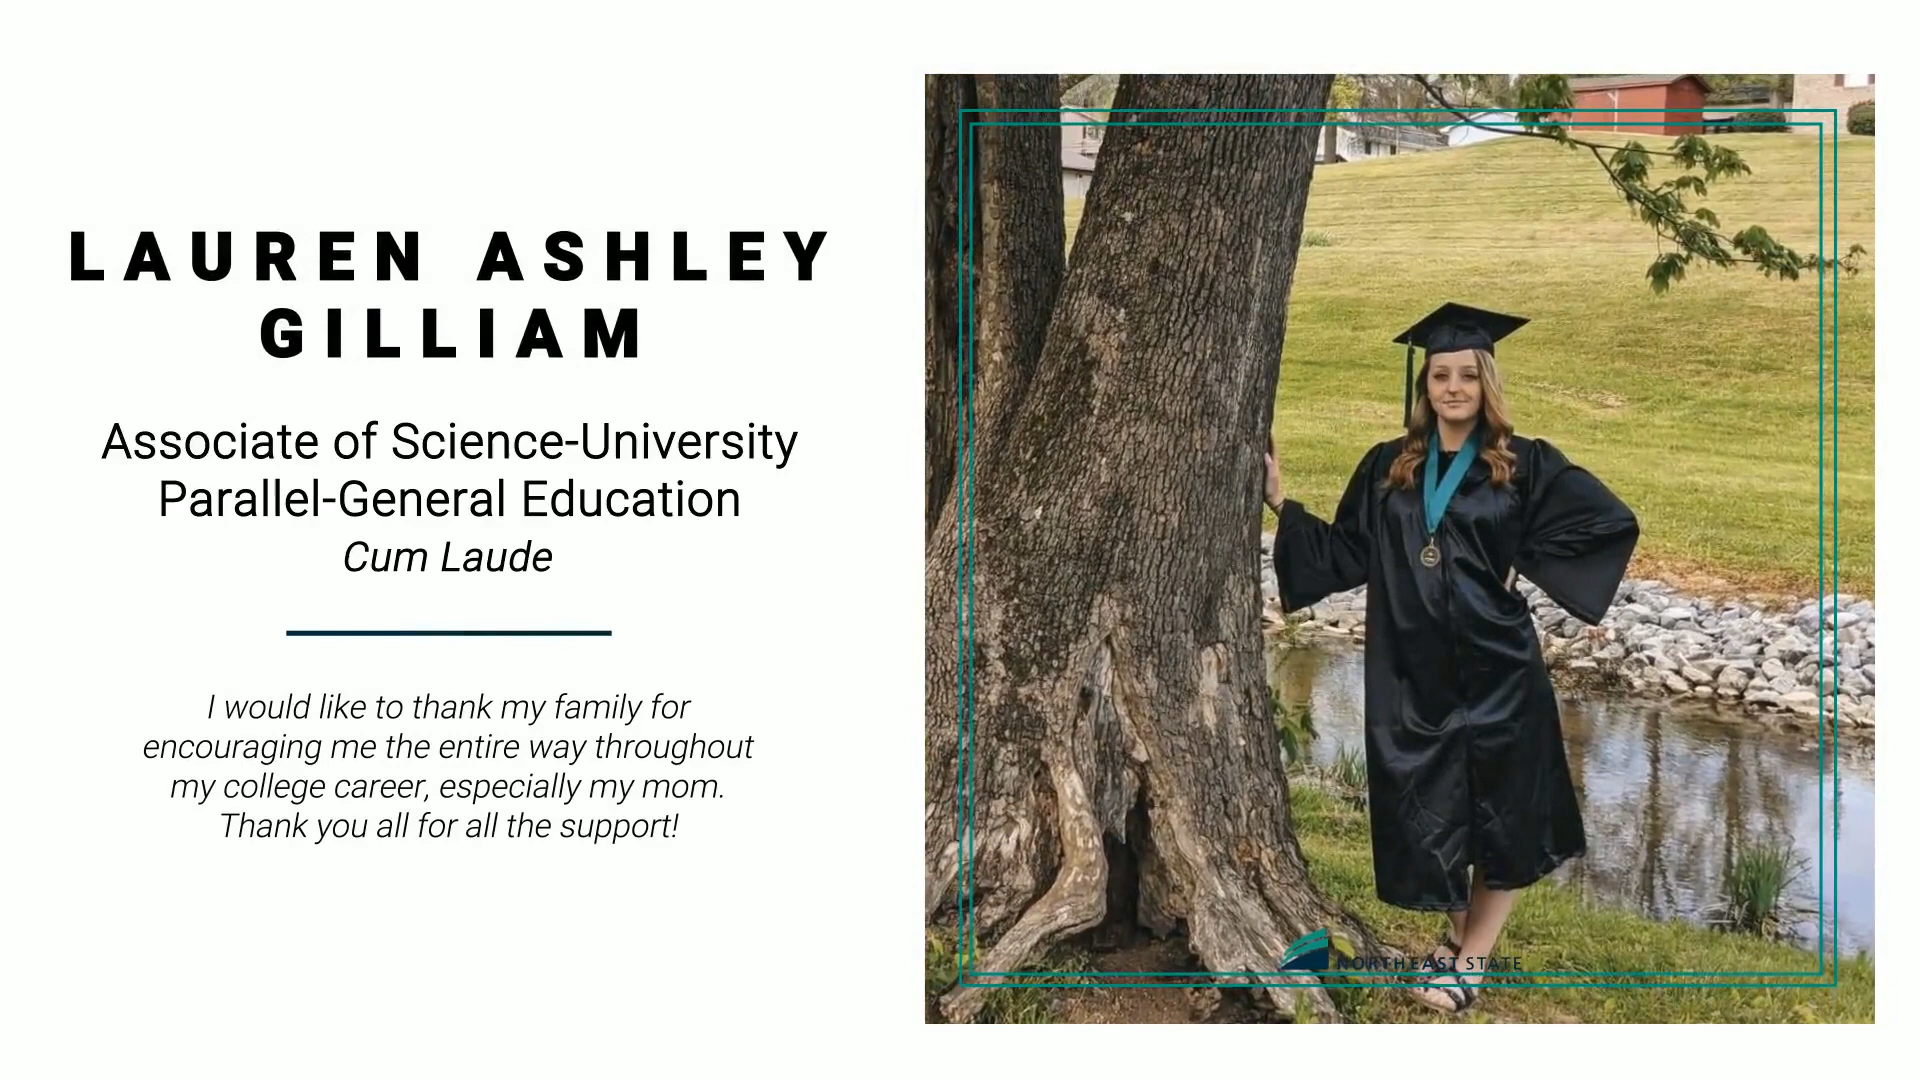 LAUREN ASHLEY
GILLIAM
Associate of Science-University
Parallel-General Education
Cum Laude
I would like to thank my family for
encouraging me the entire way throughout
my college career, especially my mom.
Thank you all for all the support!
NORTHEAST STATE